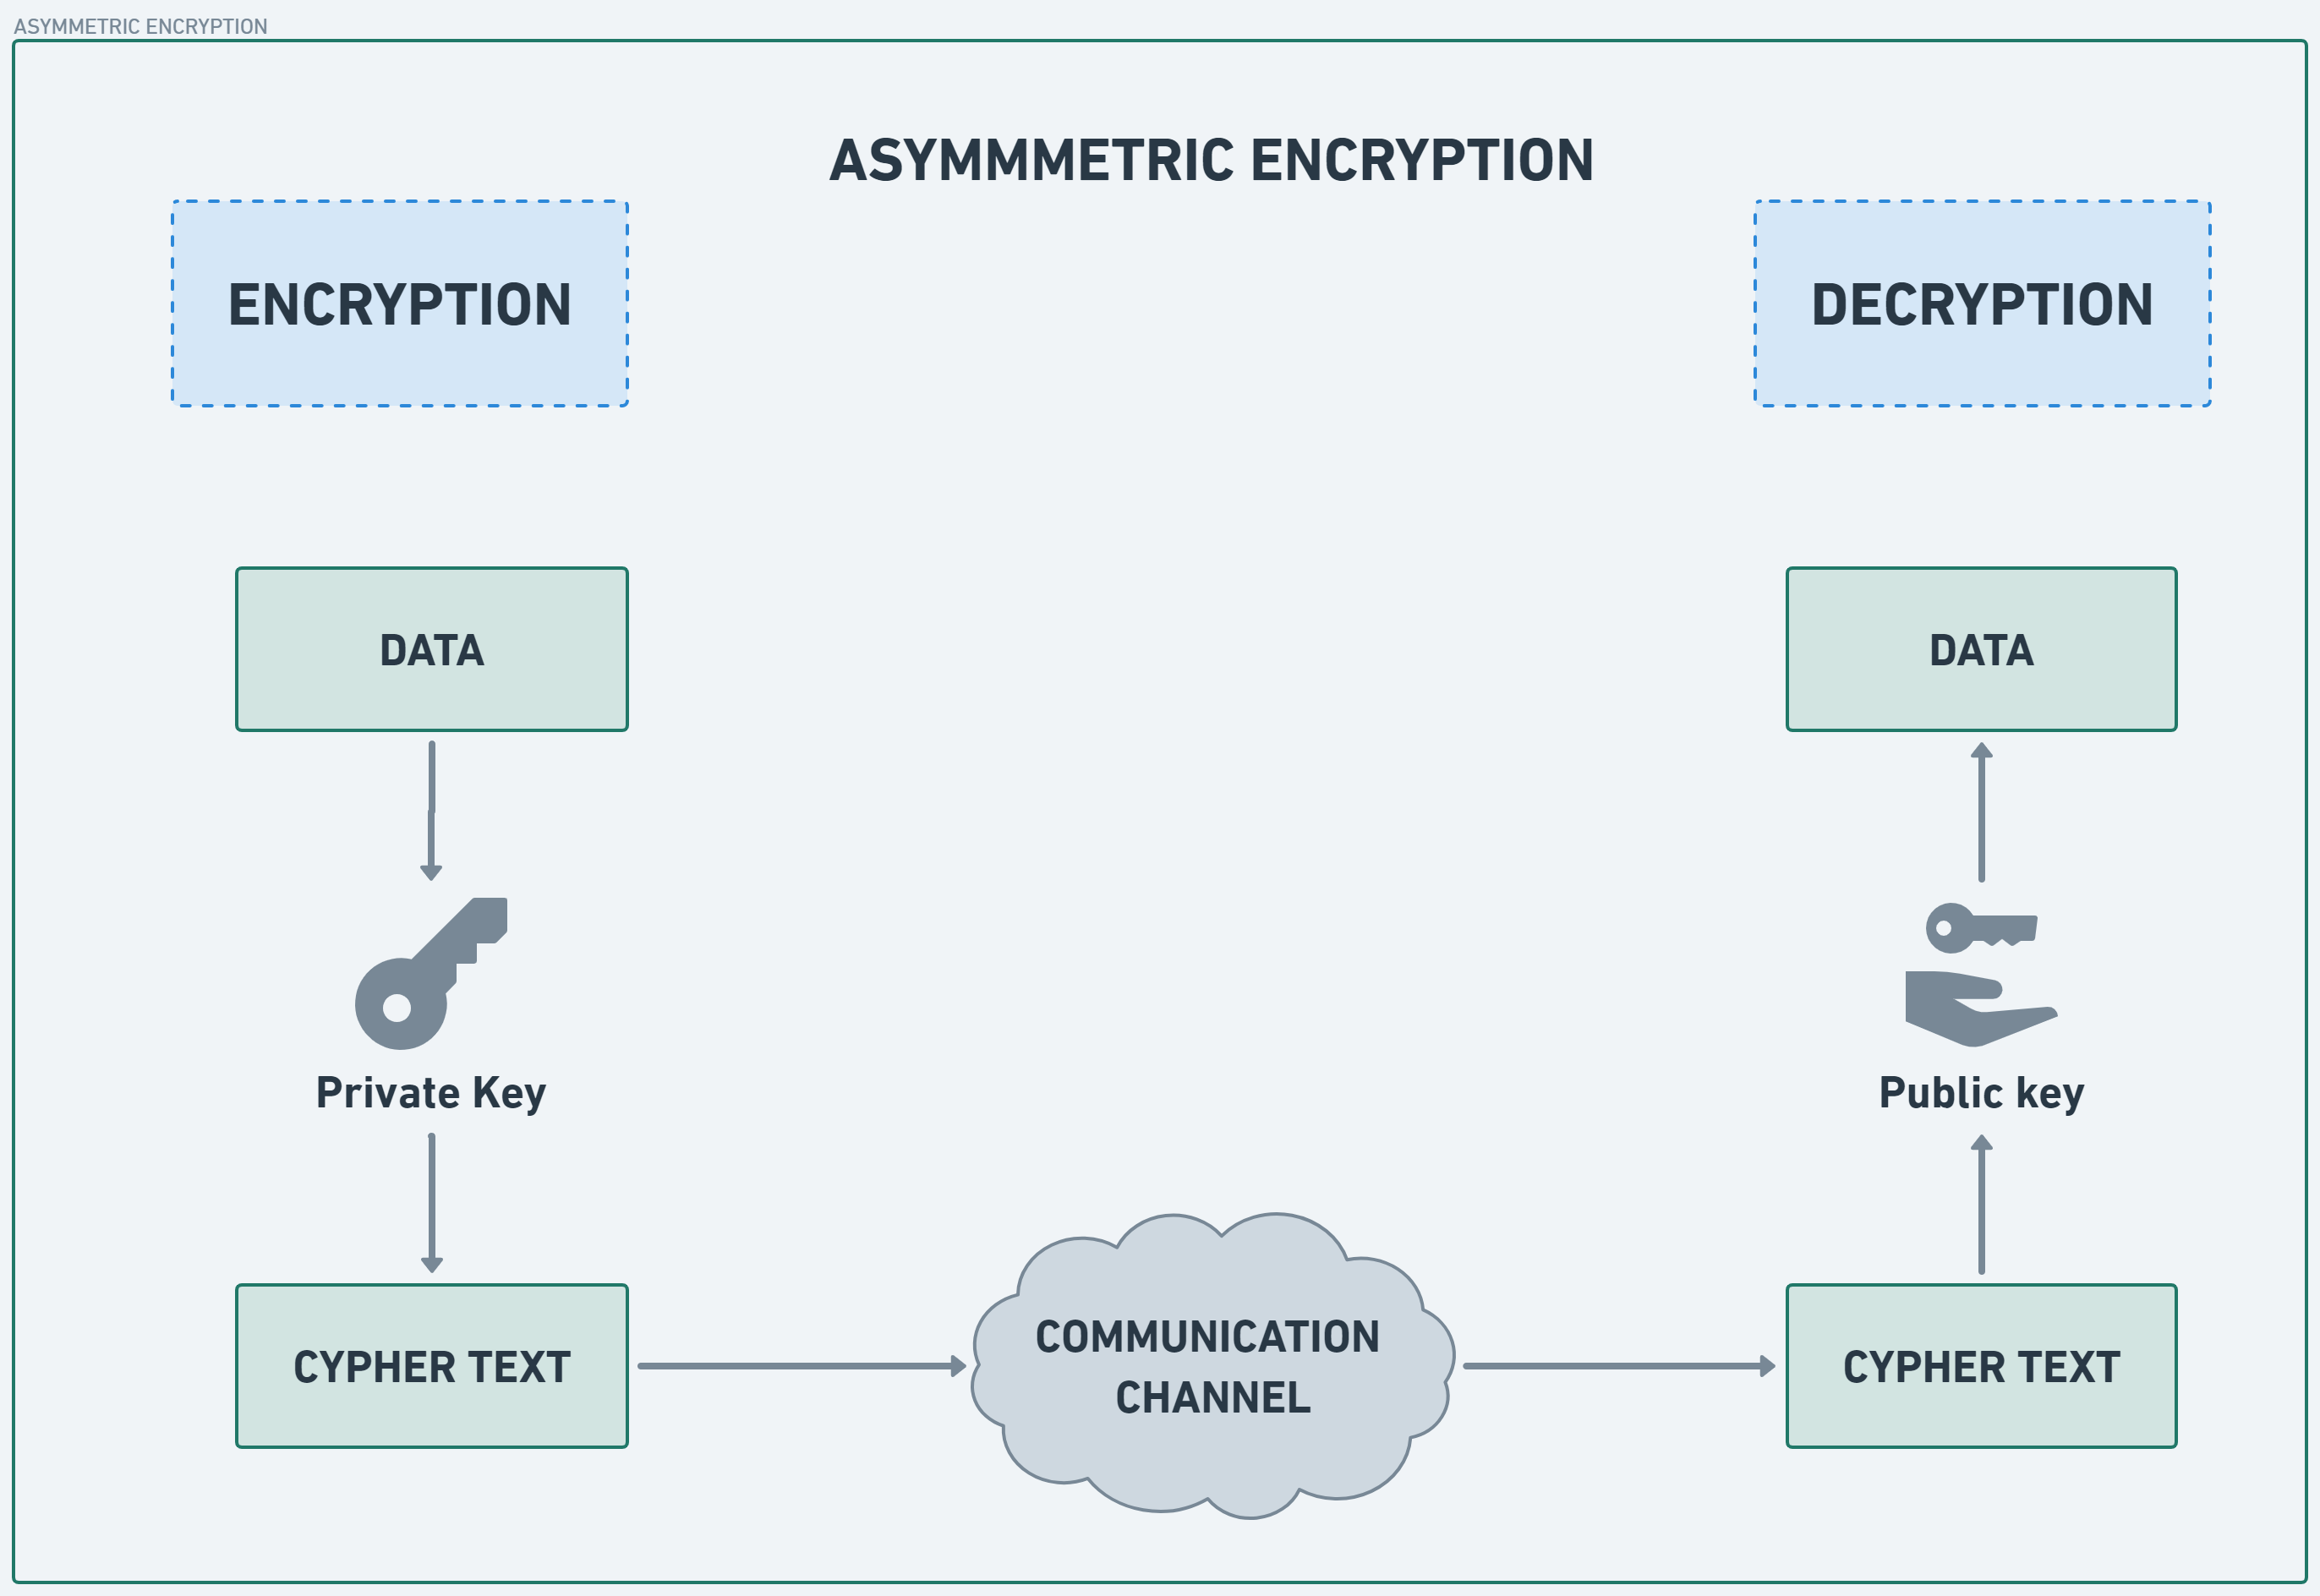 ASYMMETRIC ENCRYPTION
ASYMMMETRIC ENCRYPTION
ENCRYPTION
DECRYPTION
DATA
DATA
Private Key
Public key
COMMUNICATION
CHANNEL
CYPHER TEXT
CYPHER TEXT